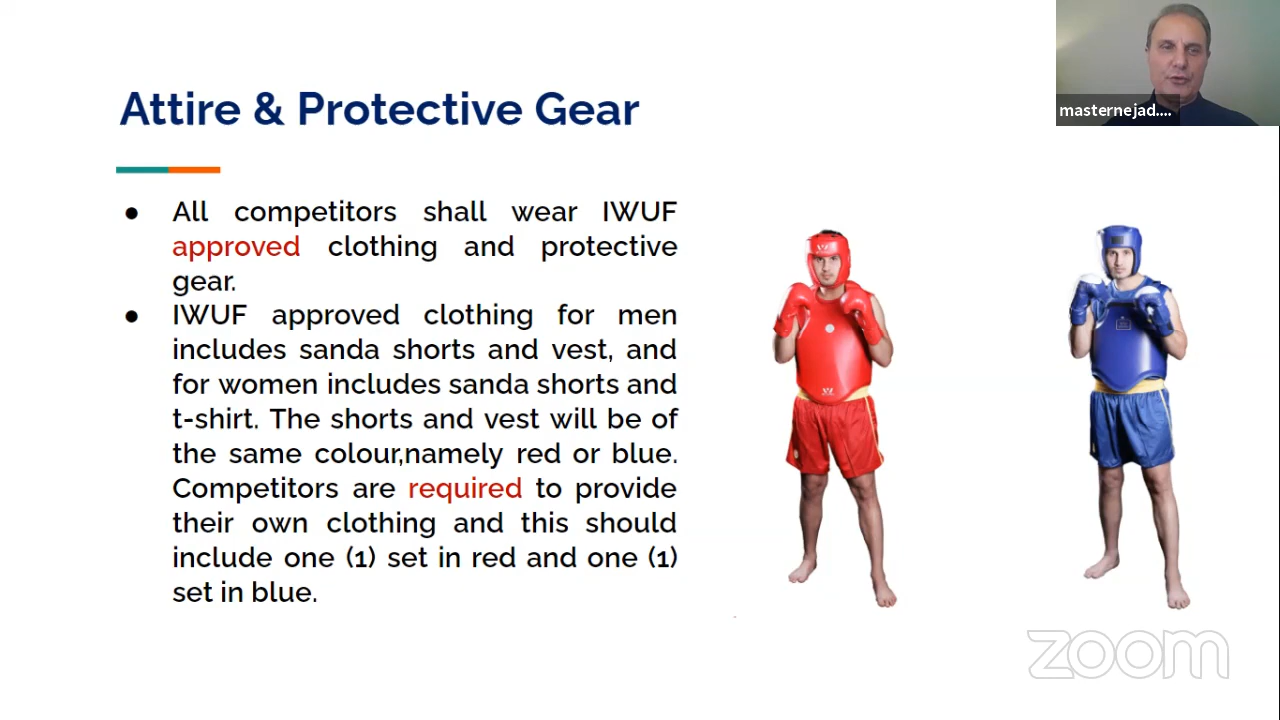 masternejad....
Attire & Protective Gear
● All competitors shall wear IWUF
approved clothing and protective
gear.
● IWUF approved clothing for men
includes sanda shorts and vest, and
for women includes sanda shorts and
t-shirt. The shorts and vest will be of
the same colour,namely red or blue.
Competitors are required to provide
their own clothing and this should
include one (1) set in red and one (1)
set in blue.
zoom